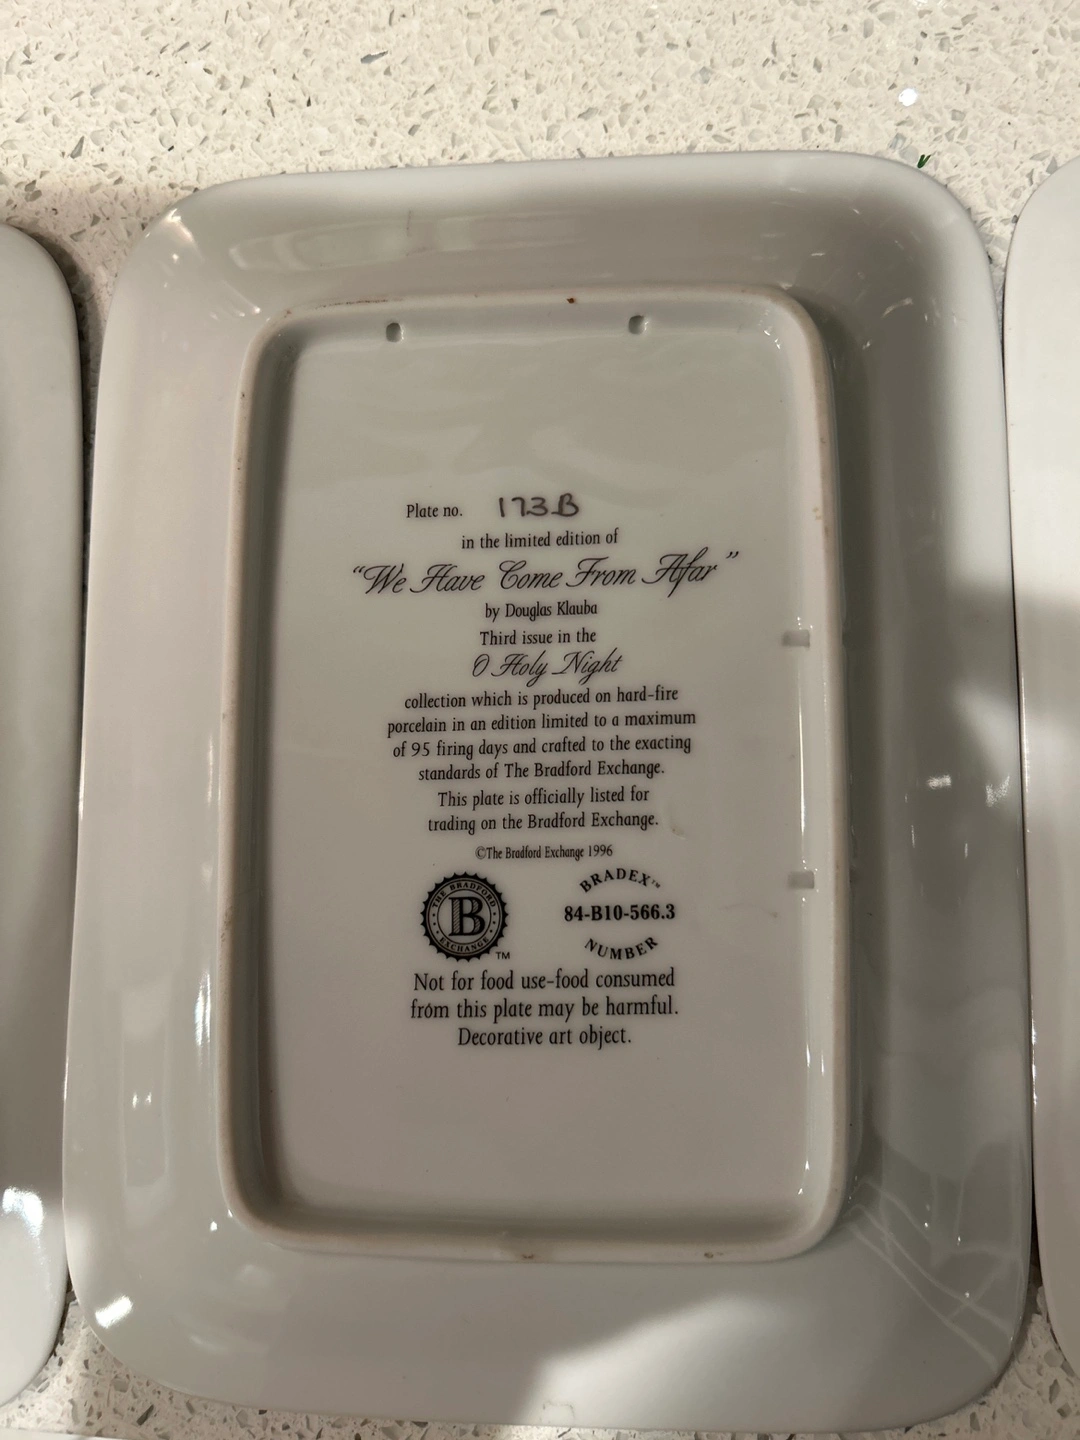 Plate no. 173B
in the limited edition of
“We Have Come From Afar”
by Douglas Klauba
Third issue in the
O Holy Night
collection which is produced on hard-fire
porcelain in an edition limited to a maximum
of 95 firing days and crafted to the exacting
standards of The Bradford Exchange.
This plate is officially listed for
trading on the Bradford Exchange.
©The Bradford Exchange 1996
THE BRADFORD
B
EXCHANGE
TM
BRADEX™
84-B10-566.3
NUMBER
Not for food use-food consumed
from this plate may be harmful.
Decorative art object.